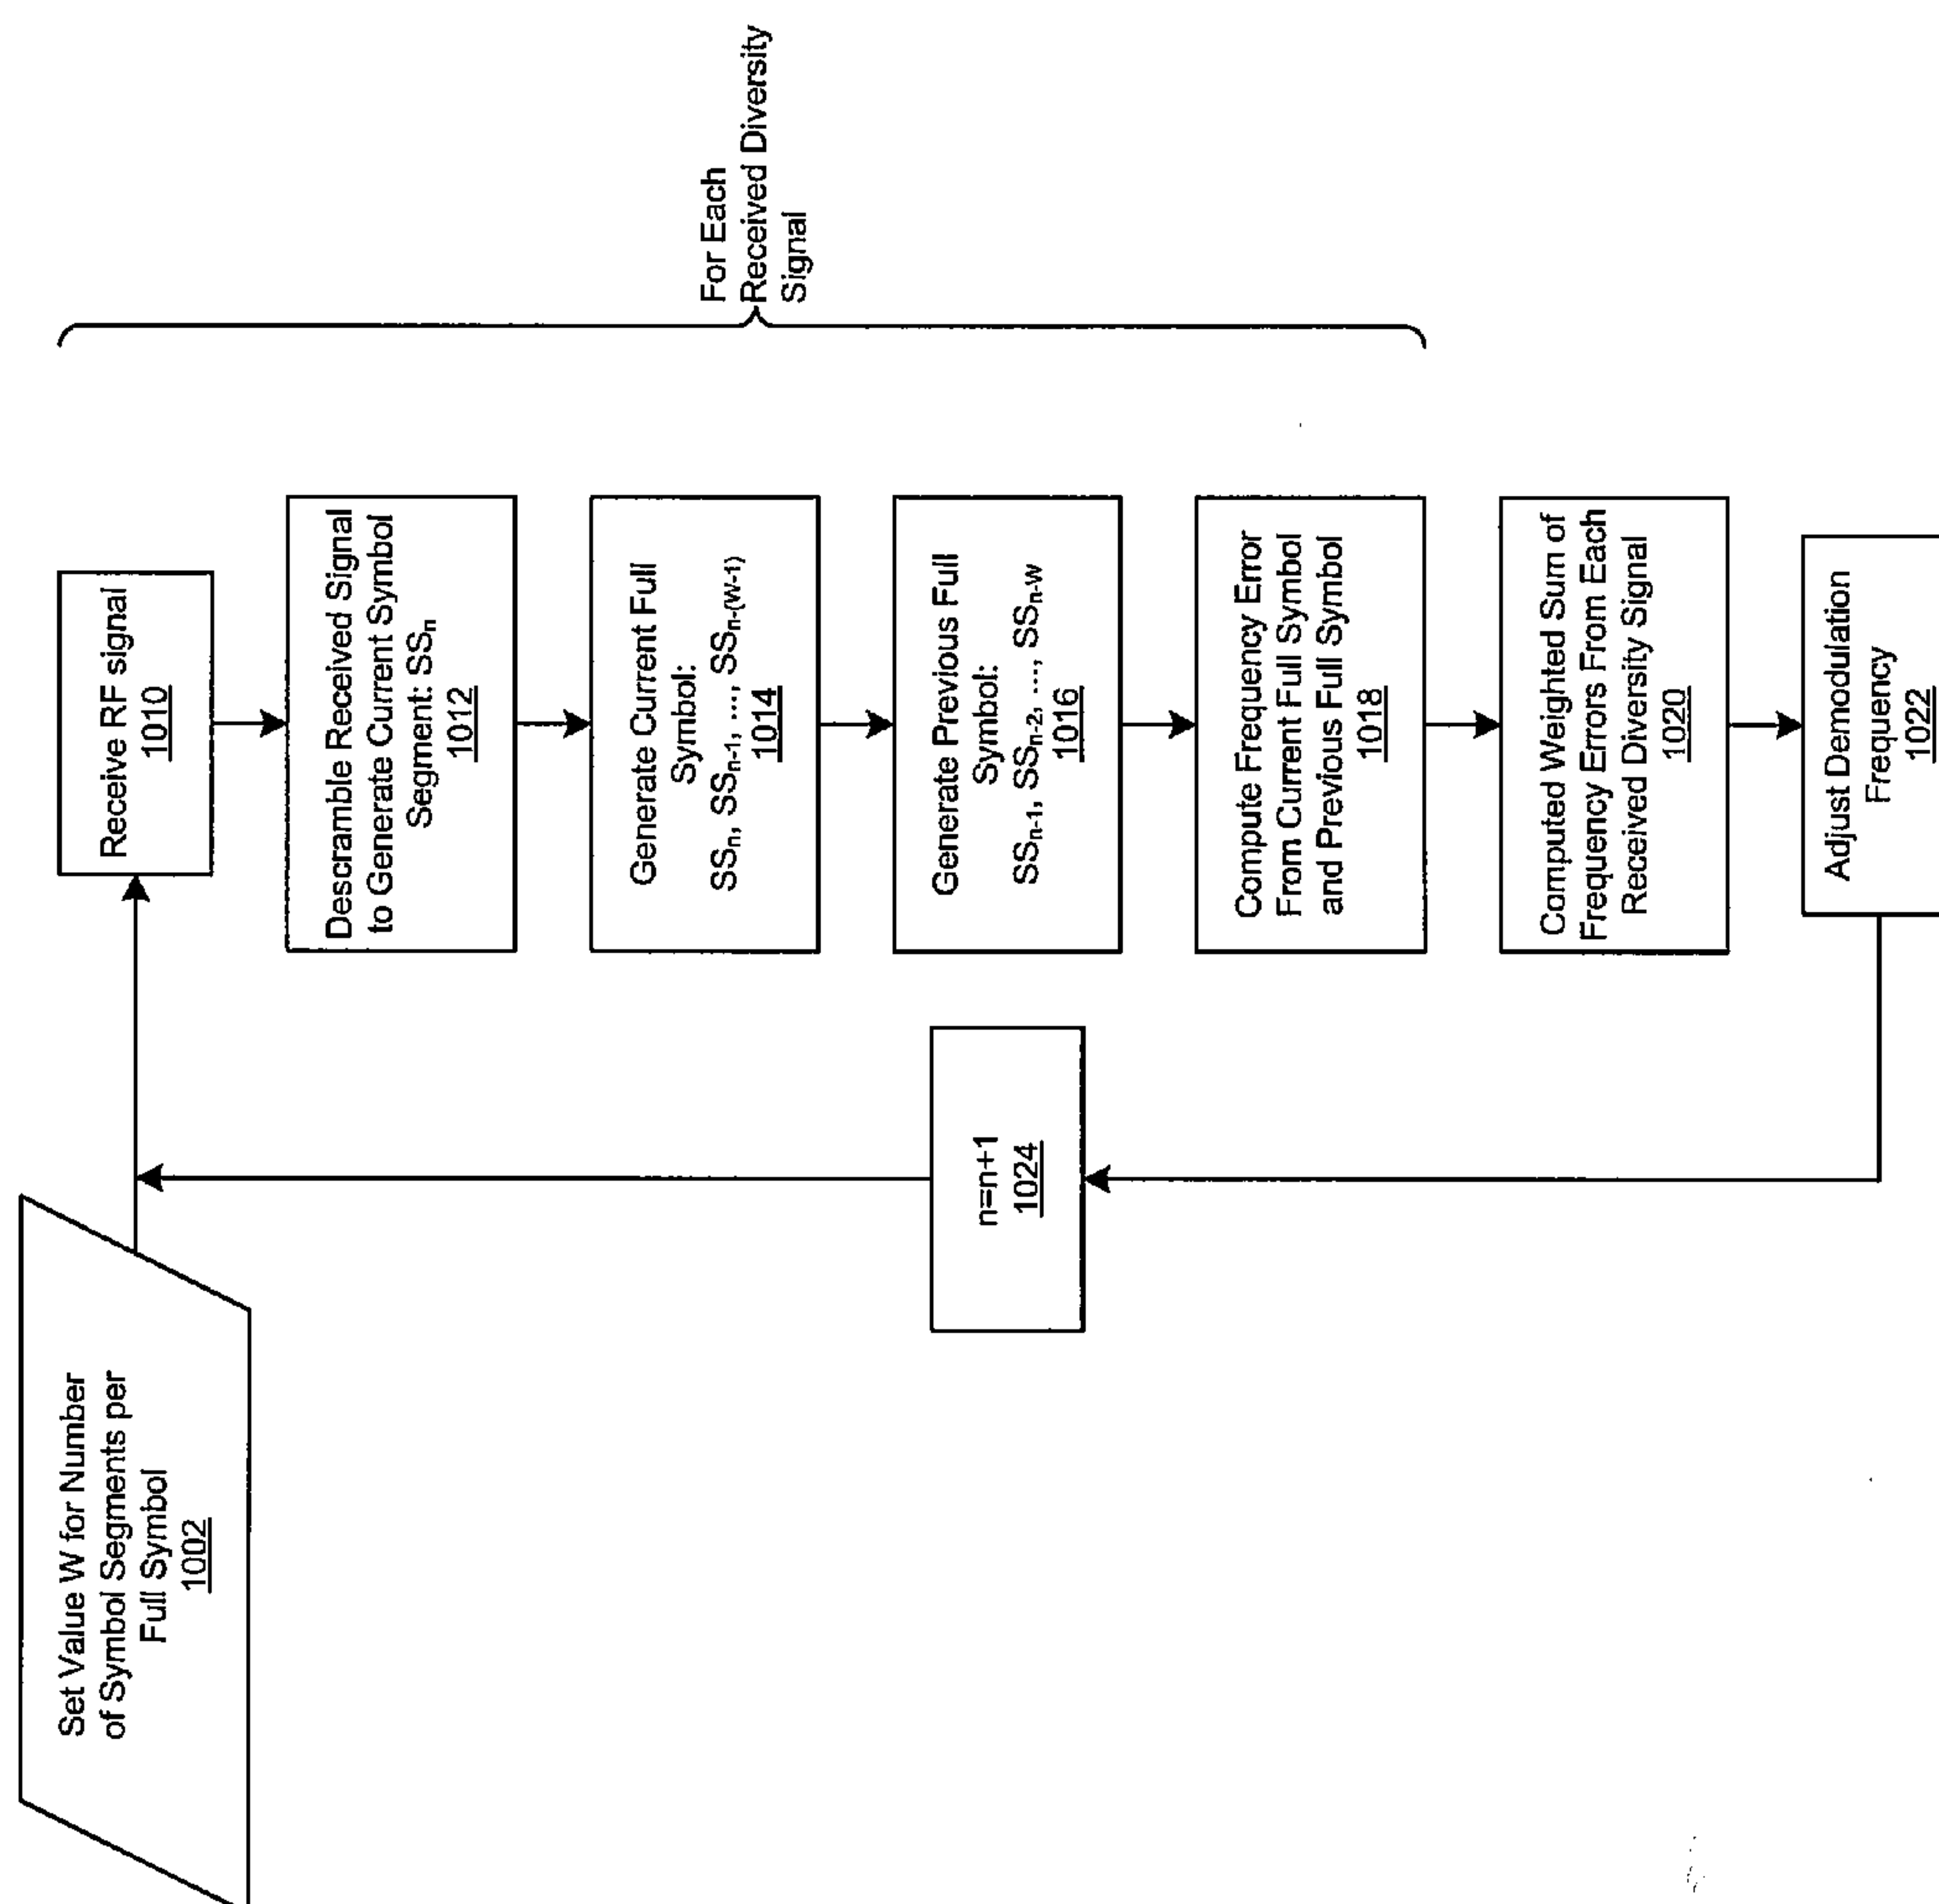 Set Value W for Number
of Symbol Segments per
Full Symbol
1002
Receive RF signal
1010
Descramble Received Signal
to Generate Current Symbol
Segment: SSn
1012
Generate Current Full
Symbol:
SSn, SSn-1, ..., SSn-(W-1)
1014
Generate Previous Full
Symbol:
SSn-1, SSn-2, ..., SSn-W
1016
Compute Frequency Error
From Current Full Symbol
and Previous Full Symbol
1018
Computed Weighted Sum of
Frequency Errors From Each
Received Diversity Signal
1020
Adjust Demodulation
Frequency
1022
n=n+1
1024
For Each
Received Diversity
Signal